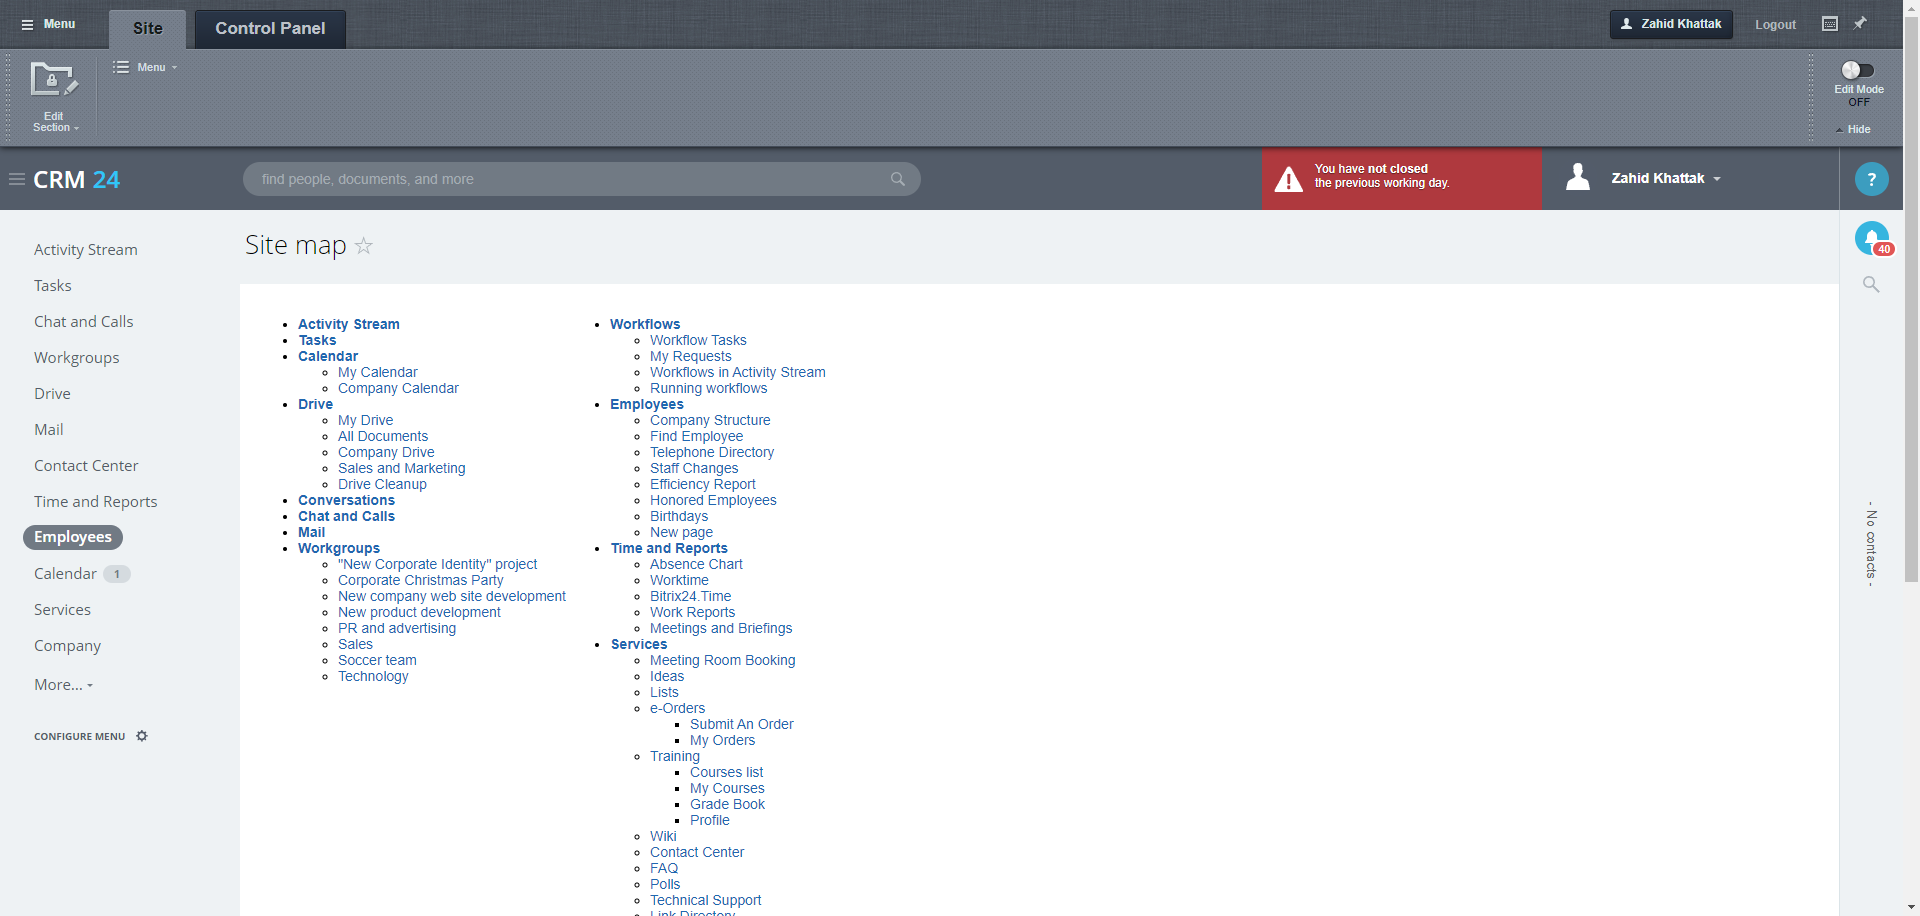 Menu
Site
Control Panel
Zahid Khattak
Logout
Edit
Section
Menu
Edit Mode
OFF
Hide
CRM 24
find people, documents, and more
You have not closed
the previous working day.
Zahid Khattak
?
40
- No contacts -
Activity Stream
Tasks
Chat and Calls
Workgroups
Drive
Mail
Contact Center
Time and Reports
Employees
Calendar 1
Services
Company
More...
CONFIGURE MENU
Site map
Activity Stream
Tasks
Calendar
My Calendar
Company Calendar
Drive
My Drive
All Documents
Company Drive
Sales and Marketing
Drive Cleanup
Conversations
Chat and Calls
Mail
Workgroups
"New Corporate Identity" project
Corporate Christmas Party
New company web site development
New product development
PR and advertising
Sales
Soccer team
Technology
Workflows
Workflow Tasks
My Requests
Workflows in Activity Stream
Running workflows
Employees
Company Structure
Find Employee
Telephone Directory
Staff Changes
Efficiency Report
Honored Employees
Birthdays
New page
Time and Reports
Absence Chart
Worktime
Bitrix24.Time
Work Reports
Meetings and Briefings
Services
Meeting Room Booking
Ideas
Lists
e-Orders
Submit An Order
My Orders
Training
Courses list
My Courses
Grade Book
Profile
Wiki
Contact Center
FAQ
Polls
Technical Support
Link Directory